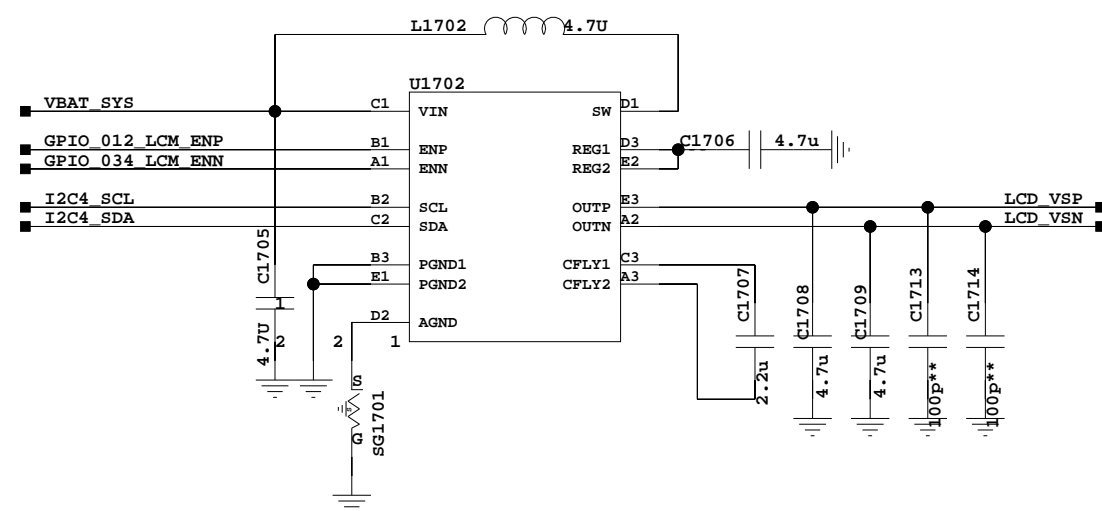 L1702 4.7U
U1702
VBAT_SYS C1 VIN SW D1
GPIO_012_LCM_ENP B1 ENP REG1 D3 C1706 4.7u
GPIO_034_LCM_ENN A1 ENN REG2 E2
I2C4_SCL B2 SCL OUTP E3 LCD_VSP
I2C4_SDA C2 SDA OUTN A2 LCD_VSN
B3 PGND1 CFLY1 C3
E1 PGND2 CFLY2 A3
D2 AGND
C1705
1
4.7U 2
2 1
S
SG1701
G
C1707
2.2u
C1708
4.7u
C1709
4.7u
C1713
100p**
C1714
100p**